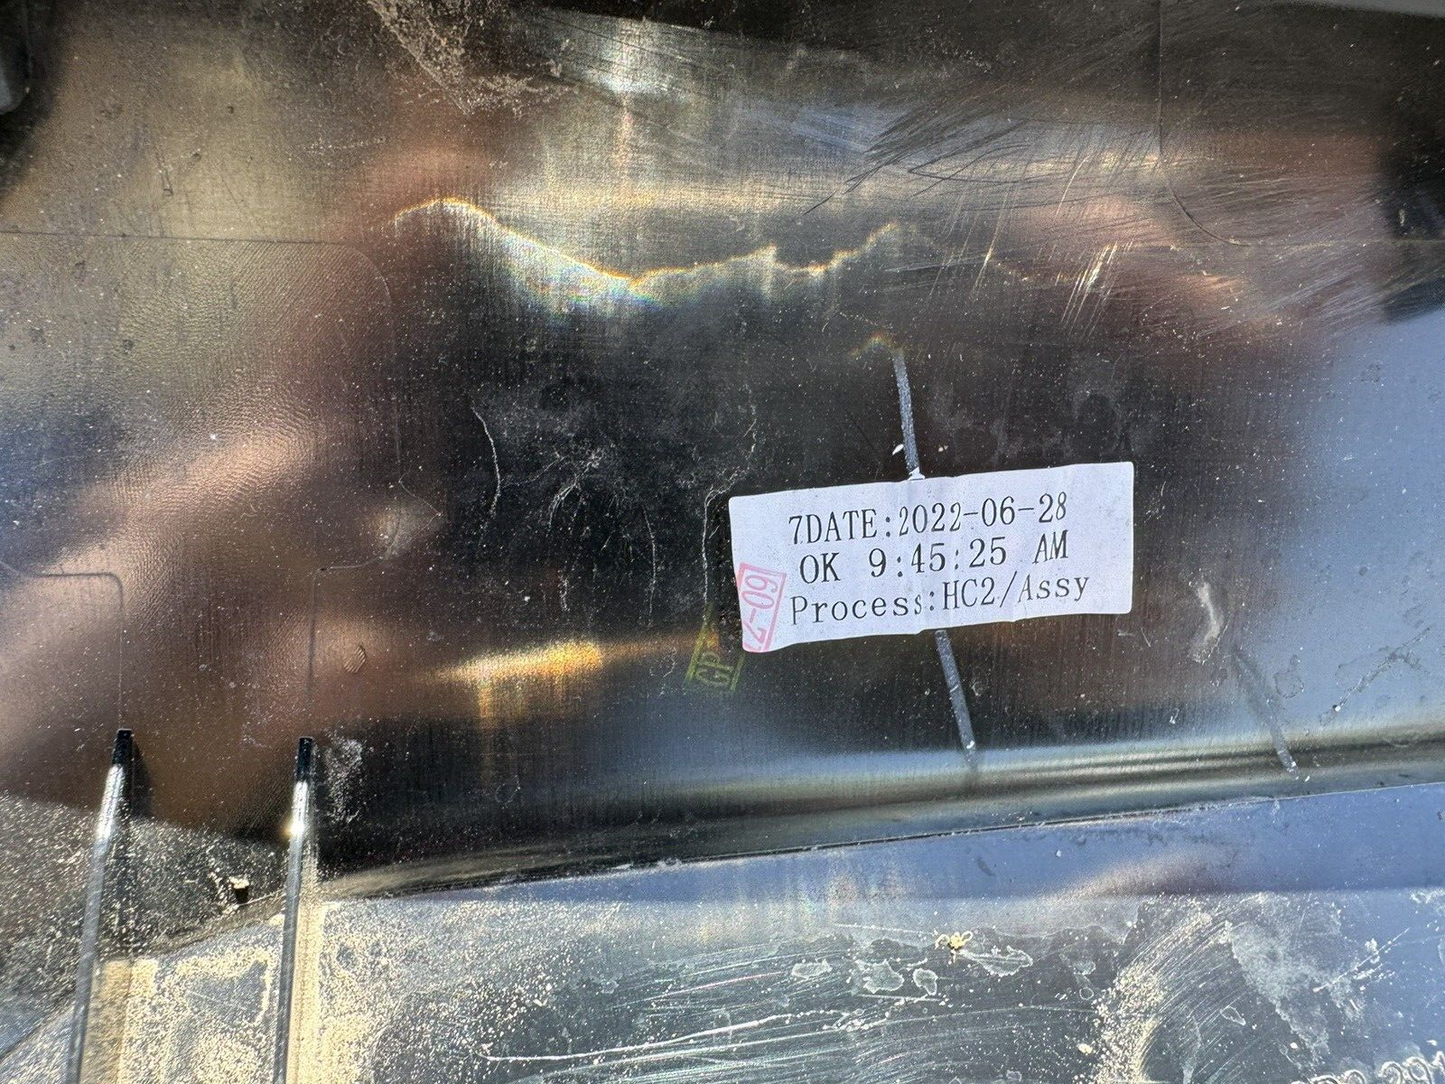 7DATE:2022-06-28
OK 9:45:25 AM
Process:HC2/Assy